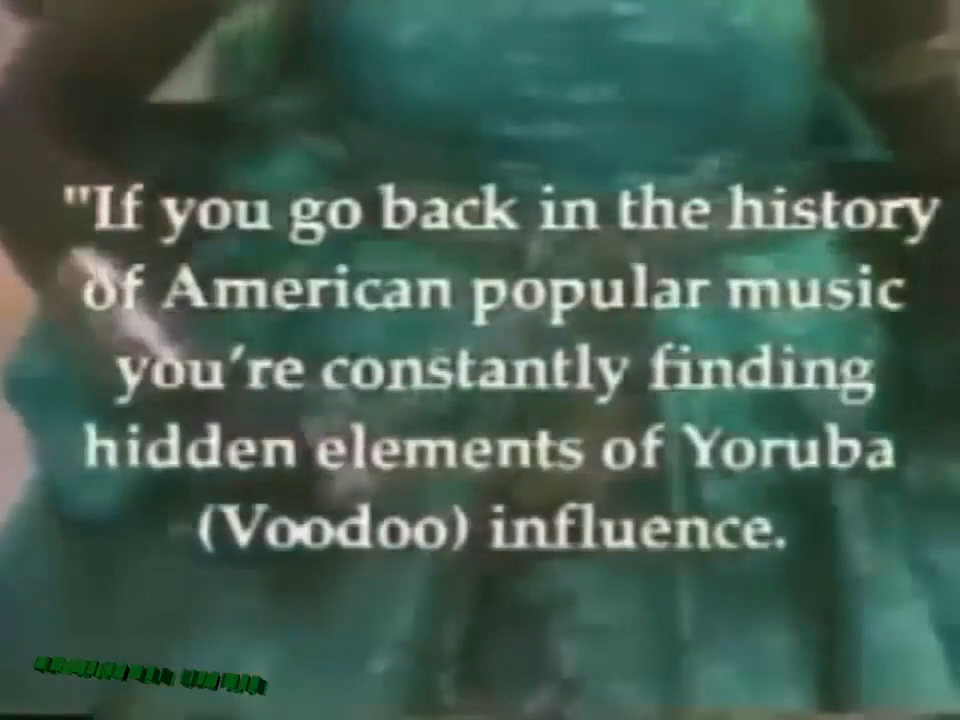 "If you go back in the history
of American popular music
you're constantly finding
hidden elements of Yoruba
(Voodoo) influence.